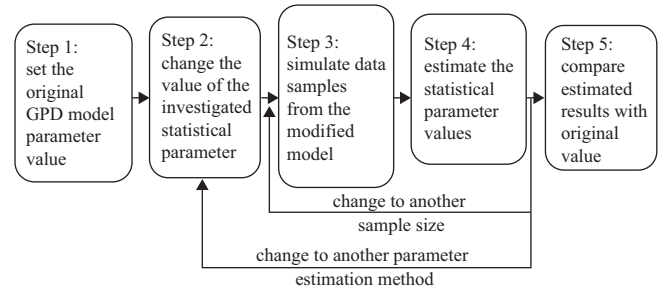 Step 1:
set the
original
GPD model
parameter
value
Step 2:
change the
value of the
investigated
statistical
parameter
Step 3:
simulate data
samples
from the
modified
model
Step 4:
estimate the
statistical
parameter
values
Step 5:
compare
estimated
results with
original
value
change to another
sample size
change to another parameter
estimation method